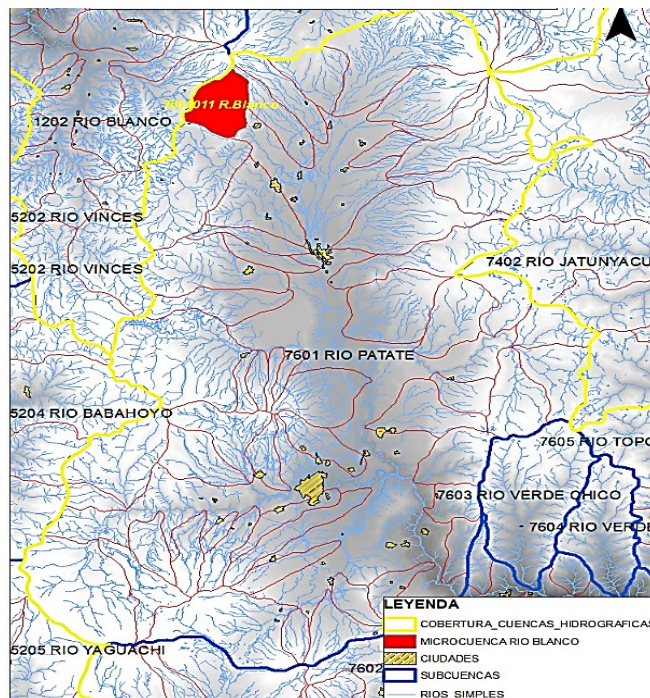 R.Blanco
1202 RIO BLANCO
5202 RIO VINCES
5202 RIO VINCES
7402 RIO JATUNYACU
7601 RIO PATATE
5204 RIO BABAHOYO
7605 RIO TOPO
7603 RIO VERDE CHICO
7604 RIO VERDE
5205 RIO YAGUACHI
7602
LEYENDA
COBERTURA_CUENCAS_HIDROGRAFICAS
MICROCUENCA RIO BLANCO
CIUDADES
SUBCUENCAS
RIOS_SIMPLES